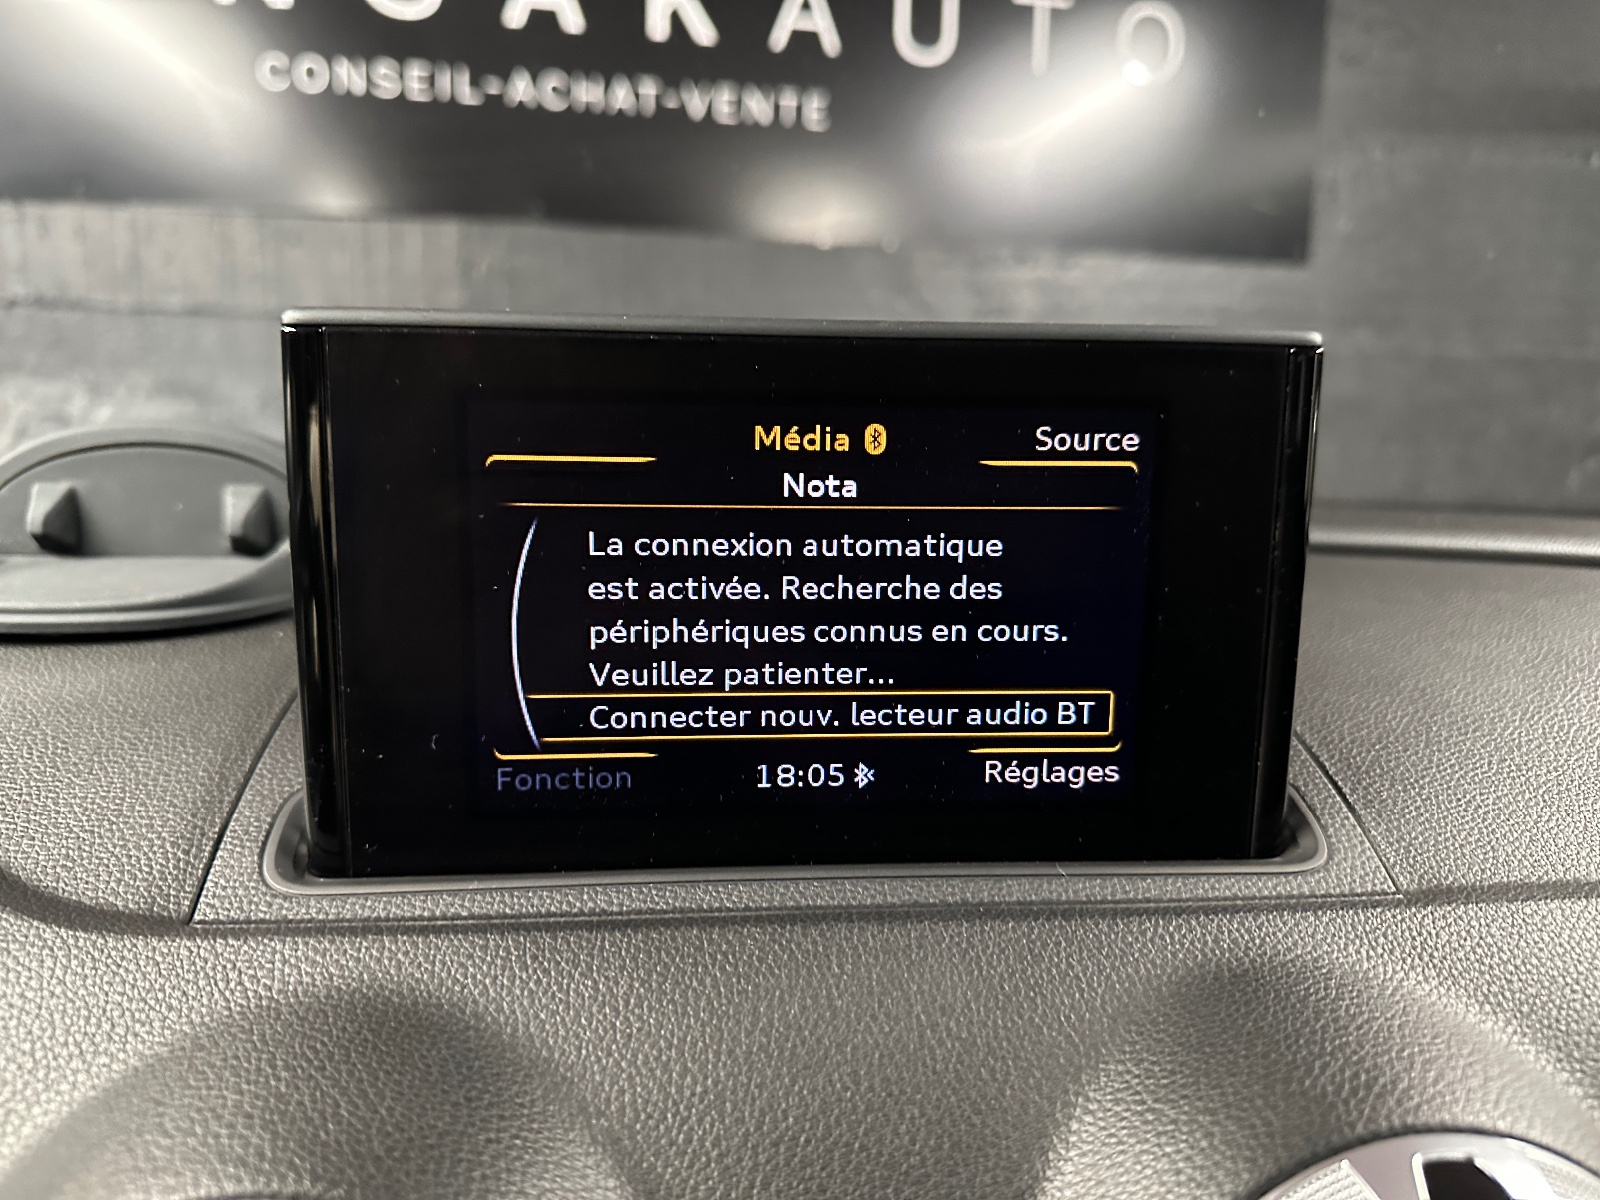 CONSEIL-ACHAT-VENTE
Média
Source
Nota
La connexion automatique
est activée. Recherche des
périphériques connus en cours.
Veuillez patienter...
Connecter nouv. lecteur audio BT
Fonction
18:05
Réglages